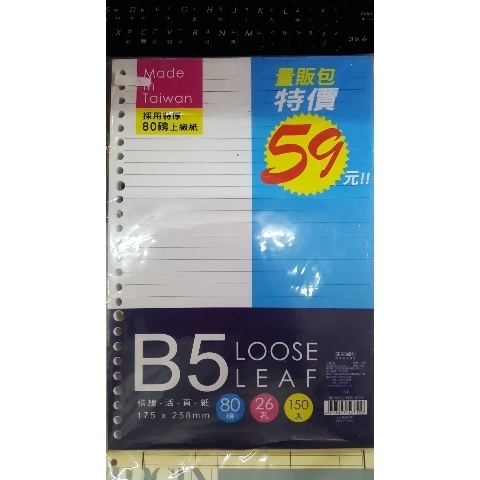 Made
in
Taiwan
採用特厚
80磅上級紙
量販包
特價
59
元!!
B5 LOOSE
LEAF
橫線・活・頁・紙
175 x 258mm
80
磅
26
孔
150
入